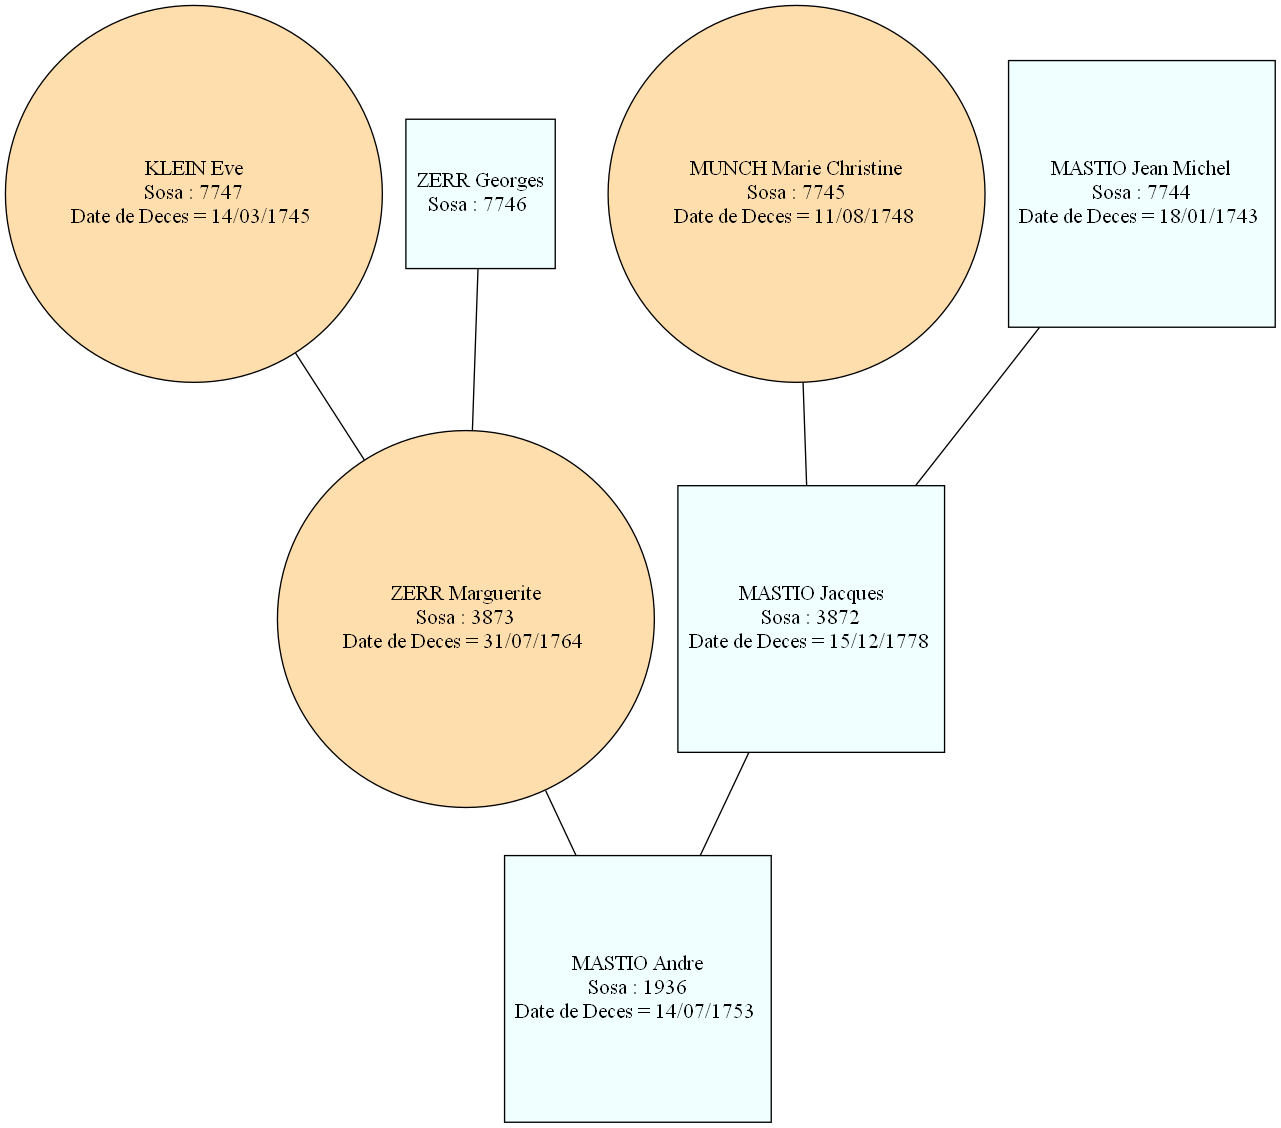 KLEIN Eve
Sosa : 7747
Date de Deces = 14/03/1745
ZERR Georges
Sosa : 7746
MUNCH Marie Christine
Sosa : 7745
Date de Deces = 11/08/1748
MASTIO Jean Michel
Sosa : 7744
Date de Deces = 18/01/1743
ZERR Marguerite
Sosa : 3873
Date de Deces = 31/07/1764
MASTIO Jacques
Sosa : 3872
Date de Deces = 15/12/1778
MASTIO Andre
Sosa : 1936
Date de Deces = 14/07/1753